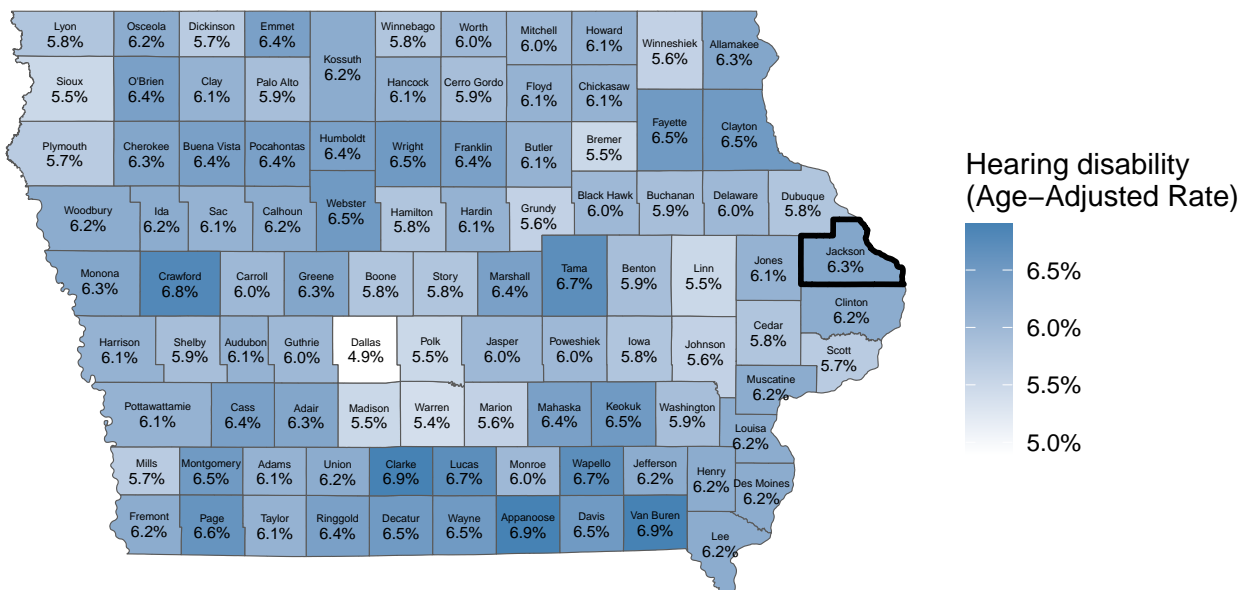 Lyon
5.8%
Osceola
6.2%
Dickinson
5.7%
Emmet
6.4%
Kossuth
6.2%
Winnebago
5.8%
Worth
6.0%
Mitchell
6.0%
Howard
6.1%
Winneshiek
5.6%
Allamakee
6.3%
Sioux
5.5%
O'Brien
6.4%
Clay
6.1%
Palo Alto
5.9%
Hancock
6.1%
Cerro Gordo
5.9%
Floyd
6.1%
Chickasaw
6.1%
Plymouth
5.7%
Cherokee
6.3%
Buena Vista
6.4%
Pocahontas
6.4%
Humboldt
6.4%
Wright
6.5%
Franklin
6.4%
Butler
6.1%
Bremer
5.5%
Fayette
6.5%
Clayton
6.5%
Woodbury
6.2%
Ida
6.2%
Sac
6.1%
Calhoun
6.2%
Webster
6.5%
Hamilton
5.8%
Hardin
6.1%
Grundy
5.6%
Black Hawk
6.0%
Buchanan
5.9%
Delaware
6.0%
Dubuque
5.8%
Monona
6.3%
Crawford
6.8%
Carroll
6.0%
Greene
6.3%
Boone
5.8%
Story
5.8%
Marshall
6.4%
Tama
6.7%
Benton
5.9%
Linn
5.5%
Jones
6.1%
Jackson
6.3%
Clinton
6.2%
Harrison
6.1%
Shelby
5.9%
Audubon
6.1%
Guthrie
6.0%
Dallas
4.9%
Polk
5.5%
Jasper
6.0%
Poweshiek
6.0%
Iowa
5.8%
Johnson
5.6%
Cedar
5.8%
Scott
5.7%
Muscatine
6.2%
Pottawattamie
6.1%
Cass
6.4%
Adair
6.3%
Madison
5.5%
Warren
5.4%
Marion
5.6%
Mahaska
6.4%
Keokuk
6.5%
Washington
5.9%
Louisa
6.2%
Mills
5.7%
Montgomery
6.5%
Adams
6.1%
Union
6.2%
Clarke
6.9%
Lucas
6.7%
Monroe
6.0%
Wapello
6.7%
Jefferson
6.2%
Henry
6.2%
Des Moines
6.2%
Fremont
6.2%
Page
6.6%
Taylor
6.1%
Ringgold
6.4%
Decatur
6.5%
Wayne
6.5%
Appanoose
6.9%
Davis
6.5%
Van Buren
6.9%
Lee
6.2%
Hearing disability
(Age−Adjusted Rate)
6.5%
6.0%
5.5%
5.0%